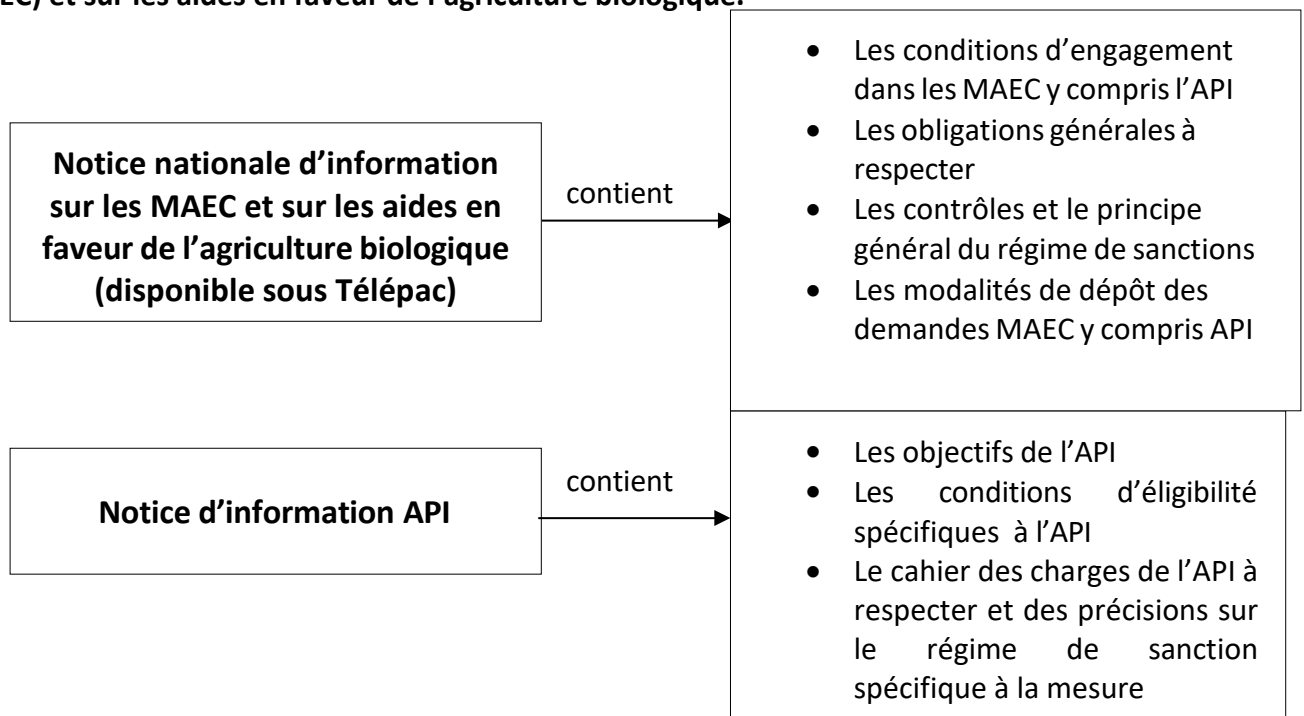 EC) et sur les aides en faveur de l'agriculture biologique.
Notice nationale d'information
sur les MAEC et sur les aides en
faveur de l'agriculture biologique
(disponible sous Télépac)
contient
• Les conditions d'engagement
dans les MAEC y compris l'API
• Les obligations générales à
respecter
• Les contrôles et le principe
général du régime de sanctions
• Les modalités de dépôt des
demandes MAEC y compris API
Notice d'information API
contient
• Les objectifs de l'API
• Les conditions d'éligibilité
spécifiques à l'API
• Le cahier des charges de l'API à
respecter et des précisions sur
le régime de sanction
spécifique à la mesure